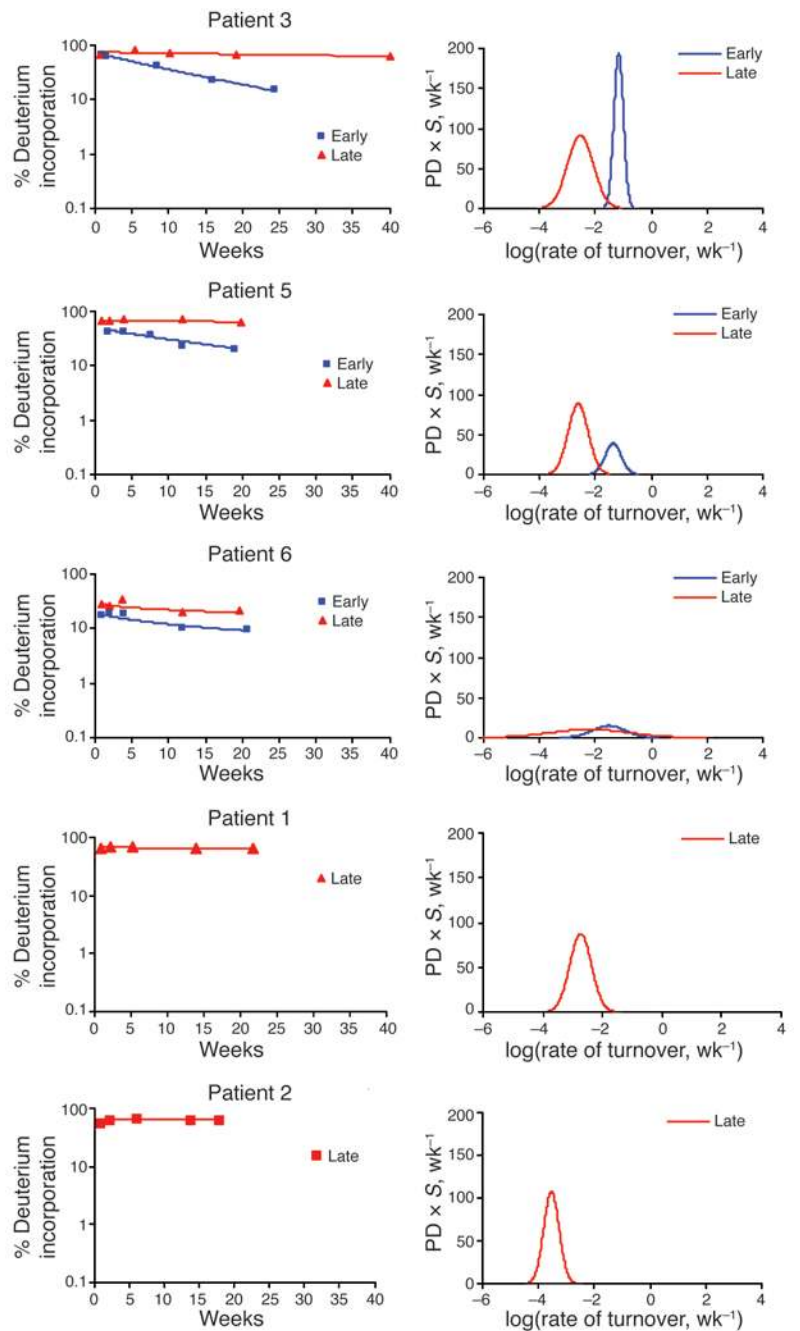 Patient 3
% Deuterium
incorporation
100
10
1
0.1
0 5 10 15 20 25 30 35 40
Weeks
Early
Late
PD × S, wk⁻¹
200
150
100
50
0
−6 −4 −2 0 2 4
log(rate of turnover, wk⁻¹)
Early
Late
Patient 5
% Deuterium
incorporation
100
10
1
0.1
0 5 10 15 20 25 30 35 40
Weeks
Early
Late
PD × S, wk⁻¹
200
150
100
50
0
−6 −4 −2 0 2 4
log(rate of turnover, wk⁻¹)
Early
Late
Patient 6
% Deuterium
incorporation
100
10
1
0.1
0 5 10 15 20 25 30 35 40
Weeks
Early
Late
PD × S, wk⁻¹
200
150
100
50
0
−6 −4 −2 0 2 4
log(rate of turnover, wk⁻¹)
Early
Late
Patient 1
% Deuterium
incorporation
100
10
1
0.1
0 5 10 15 20 25 30 35 40
Weeks
Late
PD × S, wk⁻¹
200
150
100
50
0
−6 −4 −2 0 2 4
log(rate of turnover, wk⁻¹)
Late
Patient 2
% Deuterium
incorporation
100
10
1
0.1
0 5 10 15 20 25 30 35 40
Weeks
Late
PD × S, wk⁻¹
200
150
100
50
0
−6 −4 −2 0 2 4
log(rate of turnover, wk⁻¹)
Late